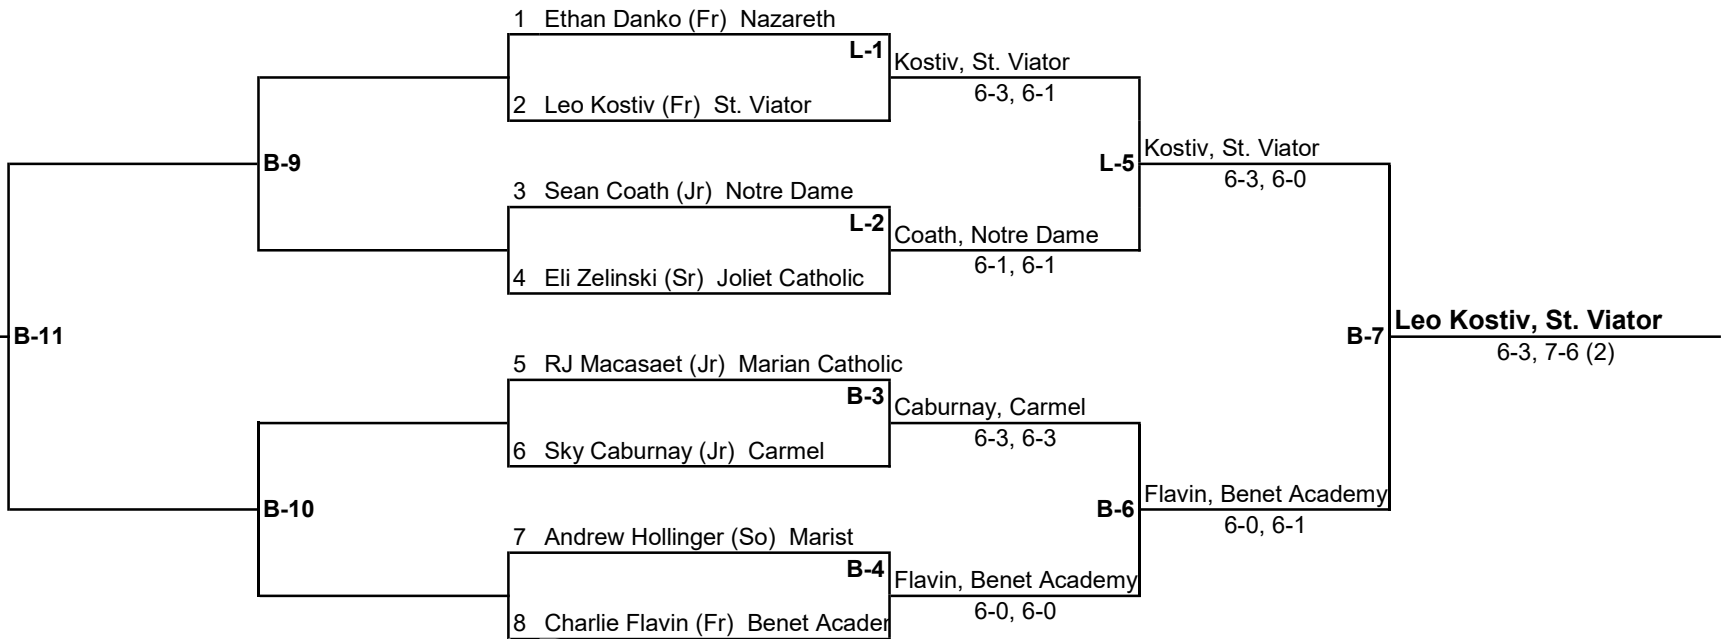 1 Ethan Danko (Fr) Nazareth
L-1
Kostiv, St. Viator
6-3, 6-1
2 Leo Kostiv (Fr) St. Viator
B-9
L-5
Kostiv, St. Viator
6-3, 6-0
3 Sean Coath (Jr) Notre Dame
L-2
Coath, Notre Dame
6-1, 6-1
4 Eli Zelinski (Sr) Joliet Catholic
B-11
B-7
Leo Kostiv, St. Viator
6-3, 7-6 (2)
5 RJ Macasaet (Jr) Marian Catholic
B-3
Caburnay, Carmel
6-3, 6-3
6 Sky Caburnay (Jr) Carmel
B-10
B-6
Flavin, Benet Academy
6-0, 6-1
7 Andrew Hollinger (So) Marist
B-4
Flavin, Benet Academy
6-0, 6-0
8 Charlie Flavin (Fr) Benet Acader